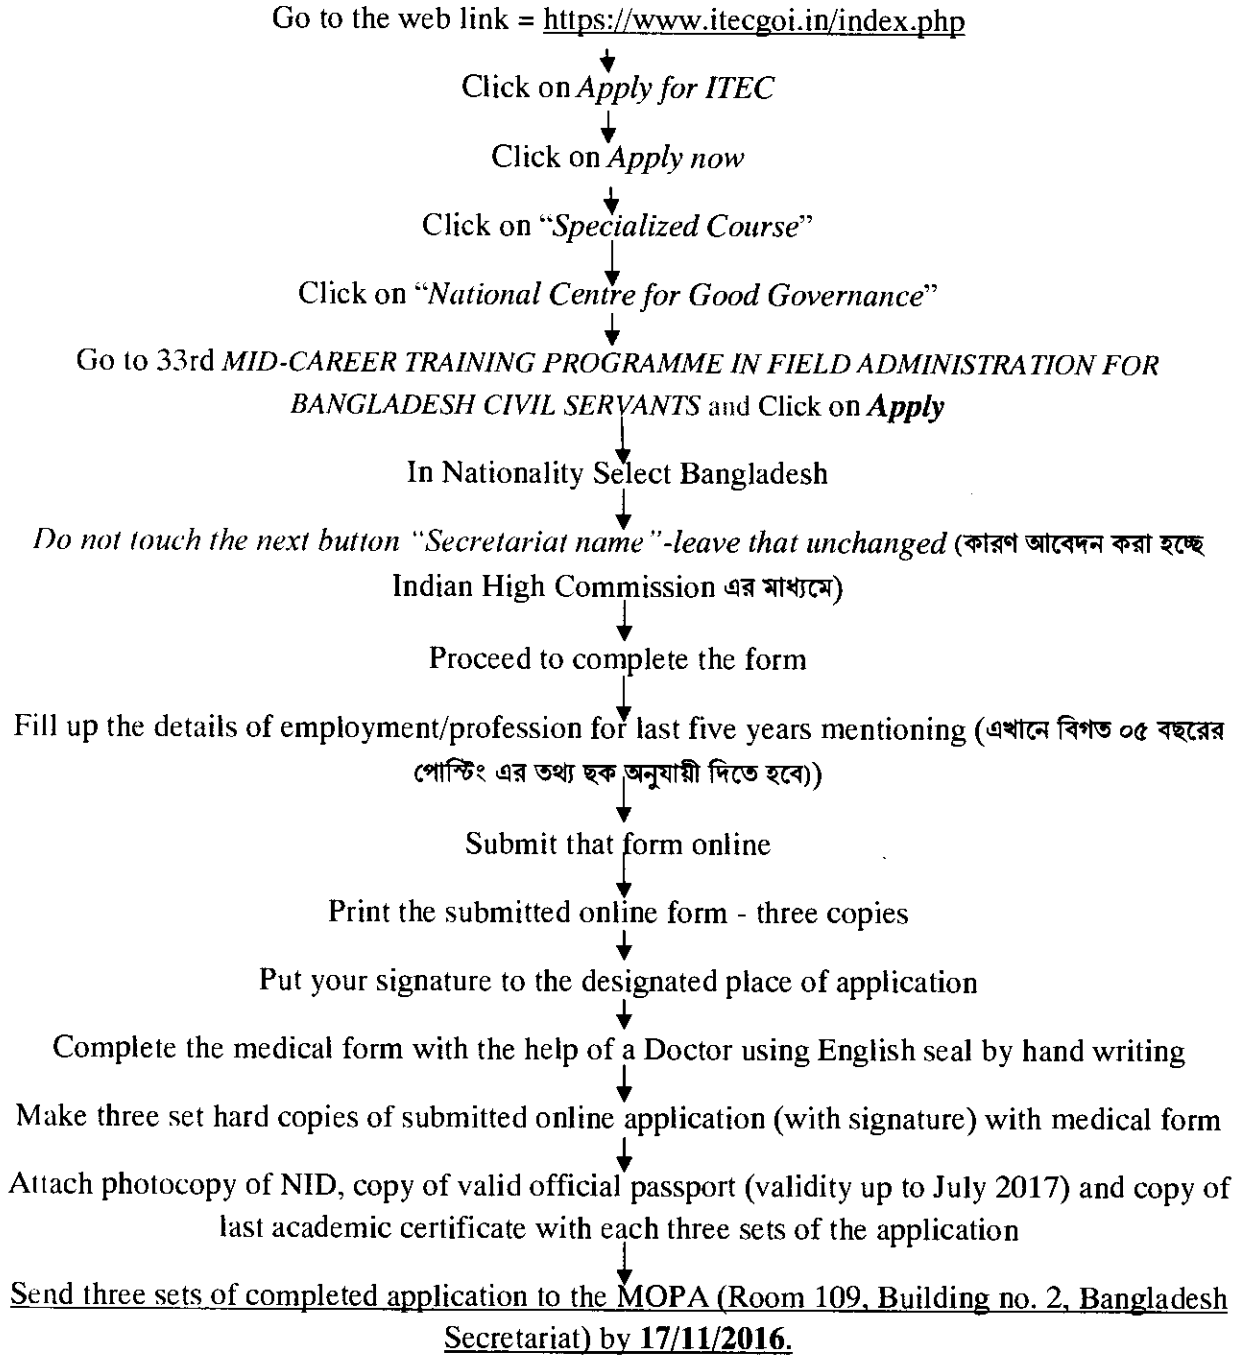 Go to the web link = https://www.itecgoi.in/index.php
Click on Apply for ITEC
Click on Apply now
Click on “Specialized Course”
Click on “National Centre for Good Governance”
Go to 33rd MID-CAREER TRAINING PROGRAMME IN FIELD ADMINISTRATION FOR
BANGLADESH CIVIL SERVANTS and Click on Apply
In Nationality Select Bangladesh
Do not touch the next button “Secretariat name”-leave that unchanged (কারণ আবেদন করা হচ্ছে
Indian High Commission এর মাধ্যমে)
Proceed to complete the form
Fill up the details of employment/profession for last five years mentioning (এখানে বিগত ০৫ বছরের
পোস্টিং এর তথ্য ছক অনুযায়ী দিতে হবে))
Submit that form online
Print the submitted online form - three copies
Put your signature to the designated place of application
Complete the medical form with the help of a Doctor using English seal by hand writing
Make three set hard copies of submitted online application (with signature) with medical form
Attach photocopy of NID, copy of valid official passport (validity up to July 2017) and copy of
last academic certificate with each three sets of the application
Send three sets of completed application to the MOPA (Room 109, Building no. 2, Bangladesh
Secretariat) by 17/11/2016.